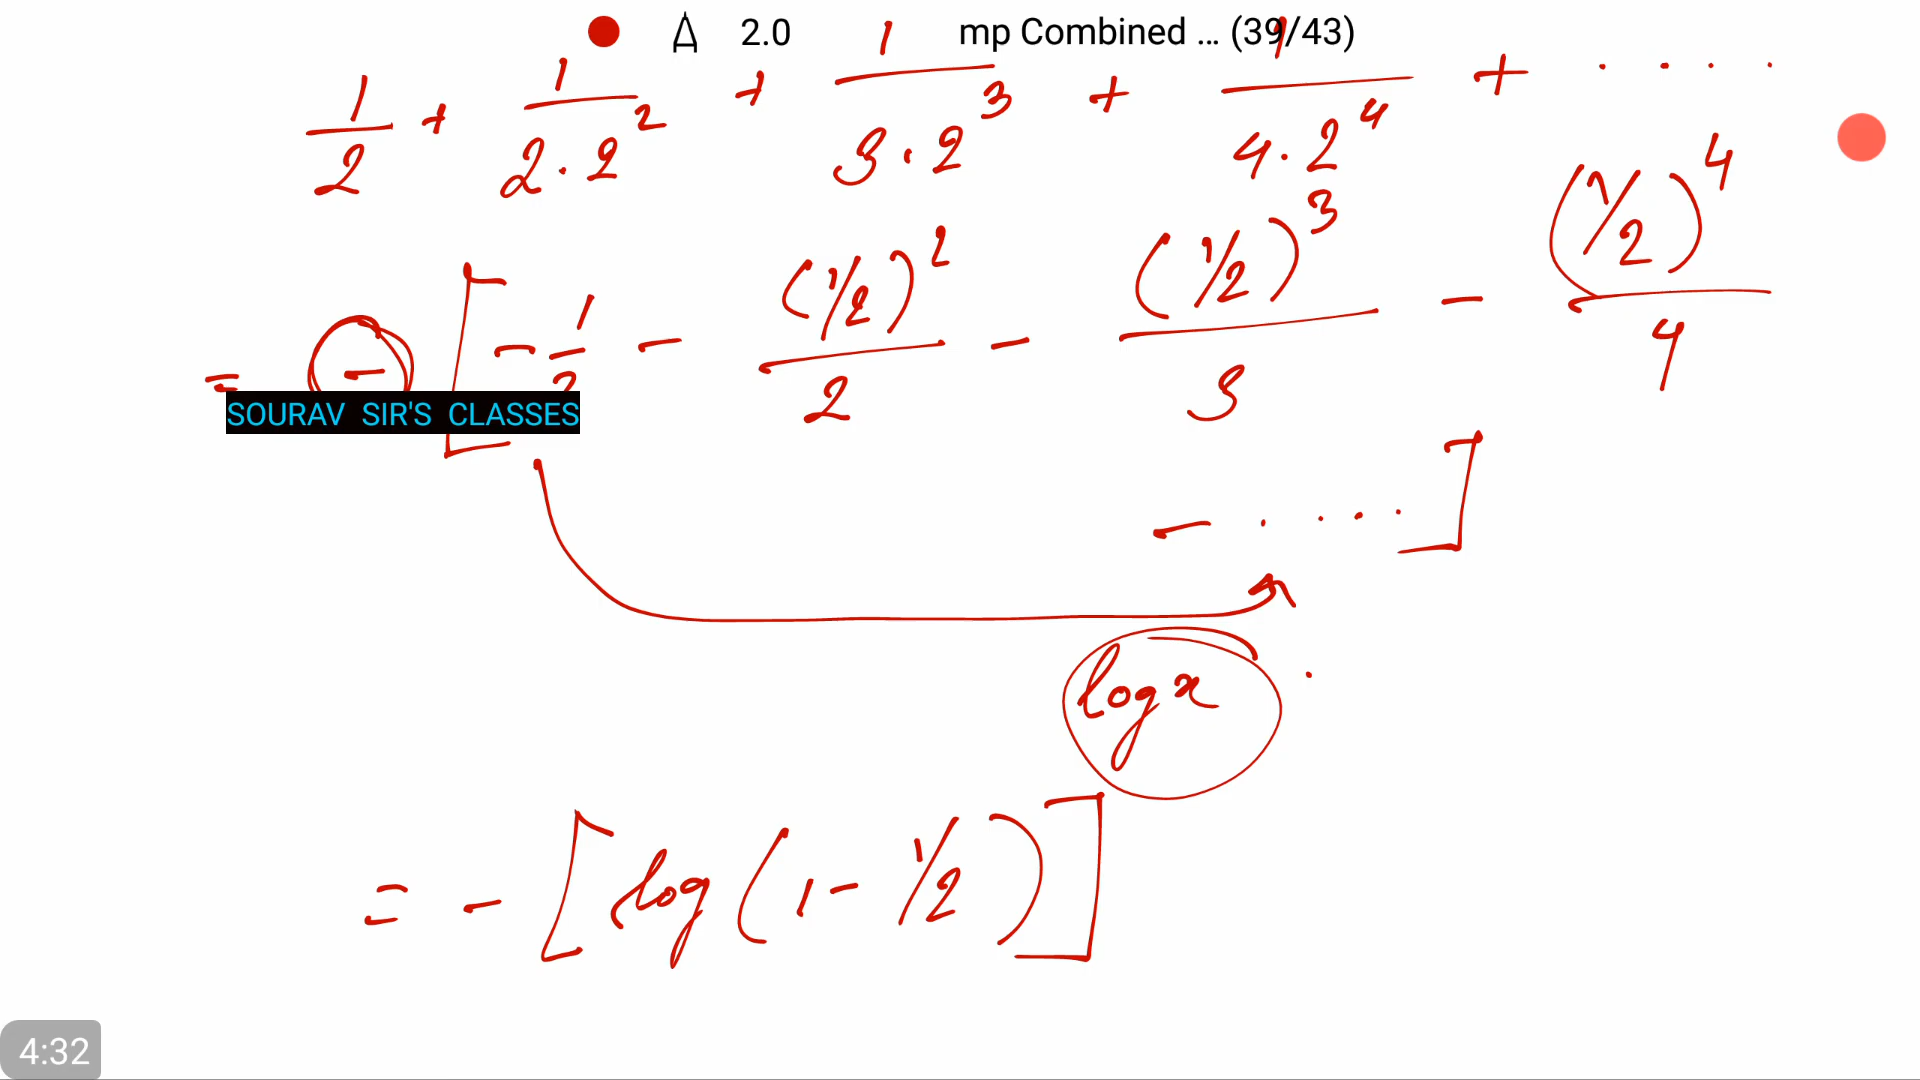 2.0 mp Combined ... (39/43)
1/2 + 1/(2·2²) + 1/(3·2³) + 1/(4·2⁴) + ·····
= - [ - 1/2 - (1/2)²/2 - (1/2)³/3 - (1/2)⁴/4
SOURAV SIR'S CLASSES
- ····· ]
log x
= - [ log (1 - 1/2) ]
4:32